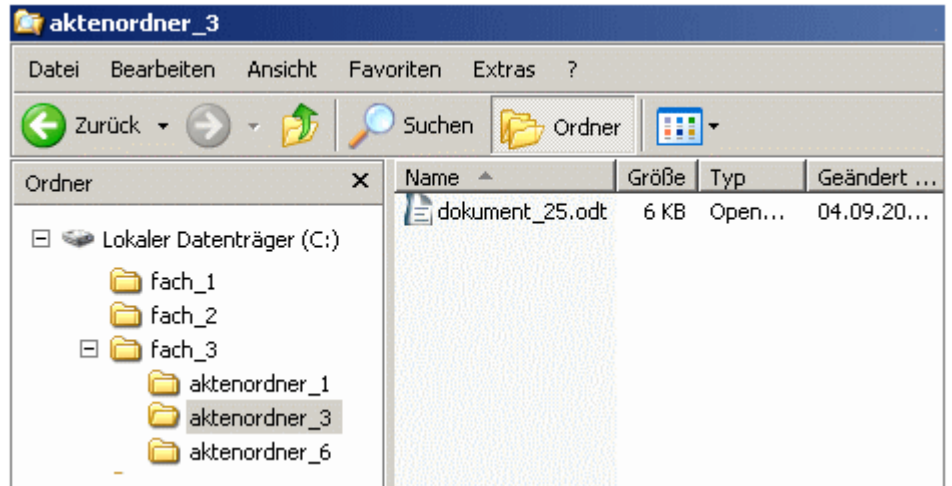 aktenordner_3
Datei Bearbeiten Ansicht Favoriten Extras ?
Zurück Suchen Ordner
Ordner x
Name Größe Typ Geändert ...
dokument_25.odt 6 KB Open... 04.09.20...
Lokaler Datenträger (C:)
fach_1
fach_2
fach_3
aktenordner_1
aktenordner_3
aktenordner_6